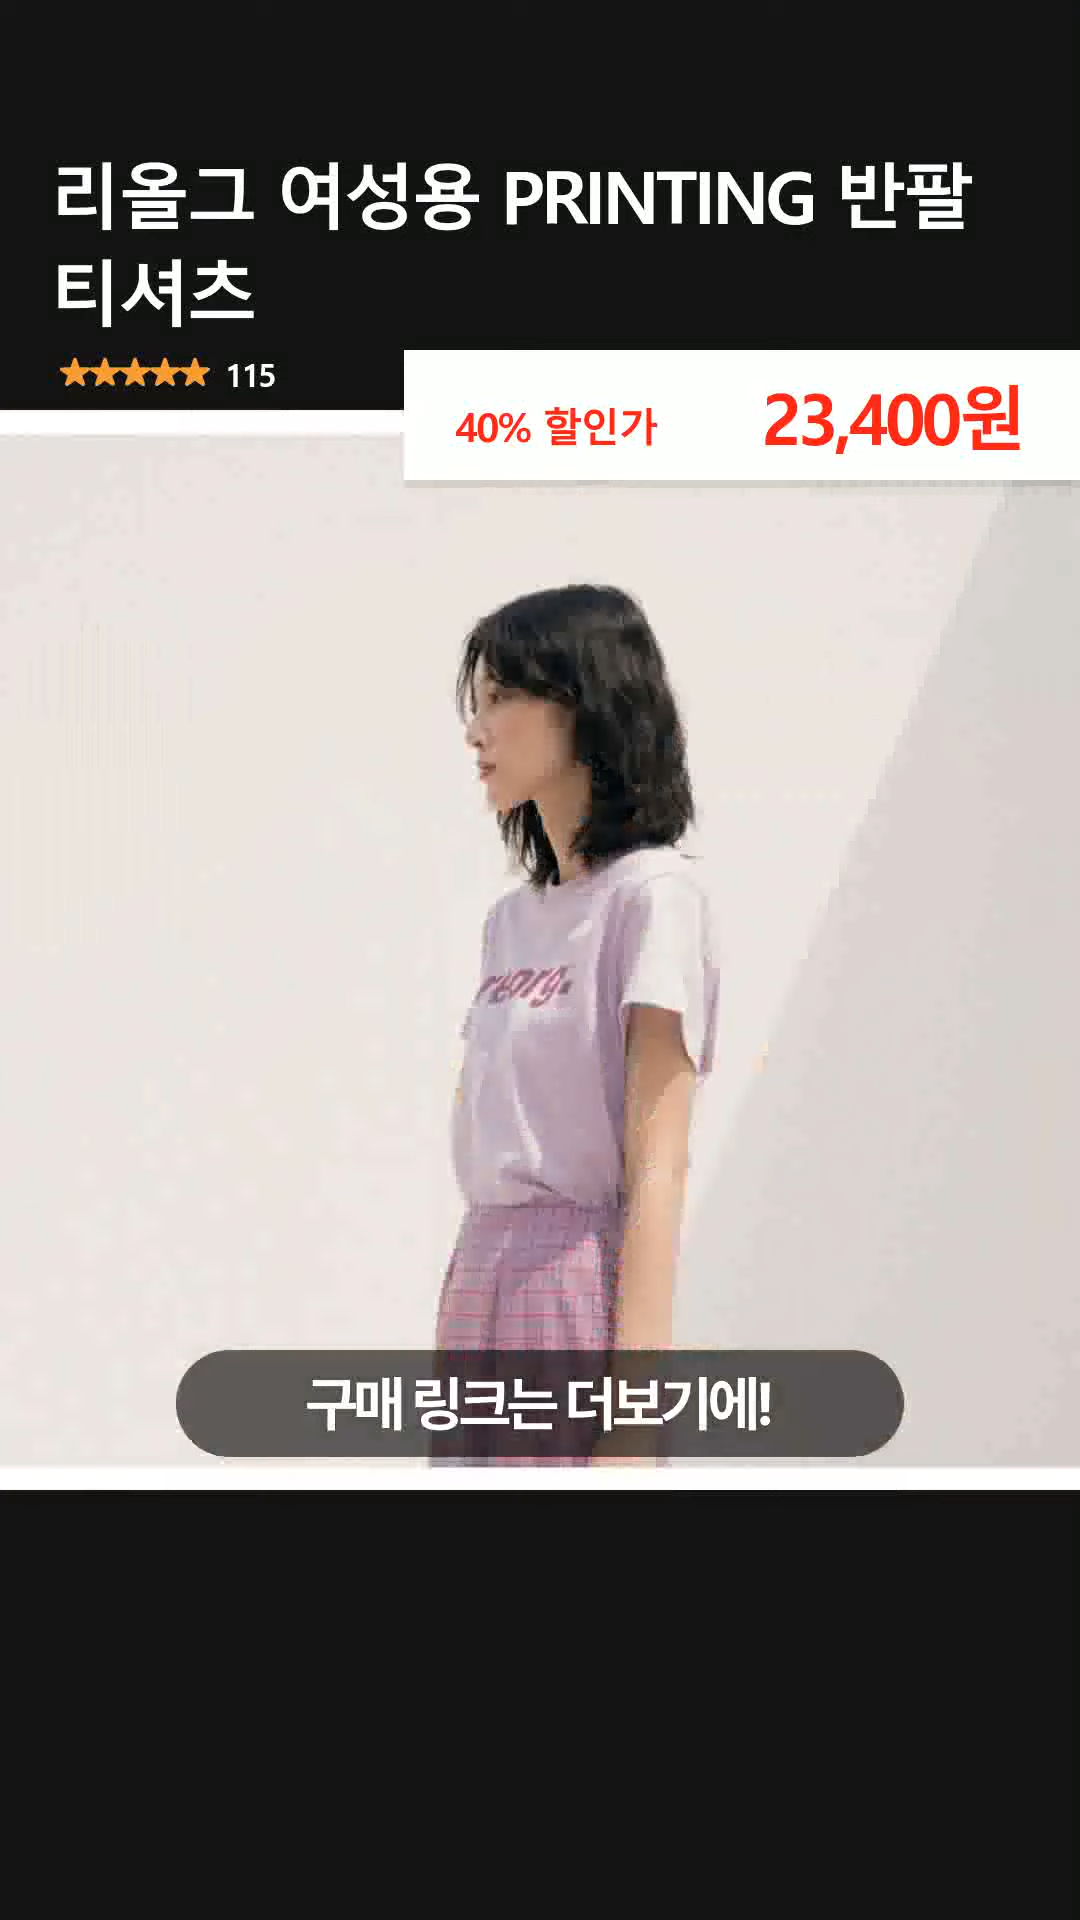 리올그 여성용 PRINTING 반팔
티셔츠
115
40% 할인가 23,400원
reorg.
구매 링크는 더보기에!